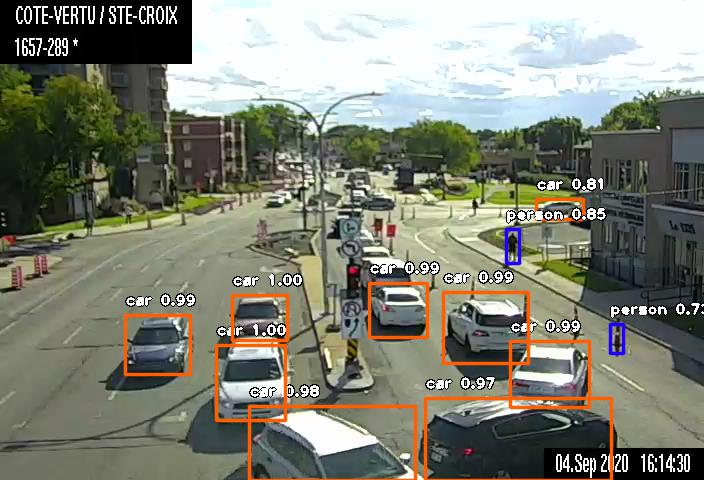 COTE-VERTU / STE-CROIX
1657-289 *
car 0.81
person 0.85
car 0.99
car 0.99
person 0.73
car 0.99
car 1.00
car 1.00
car 0.99
car 0.98
car 0.97
04.Sep 2020 16:14:30